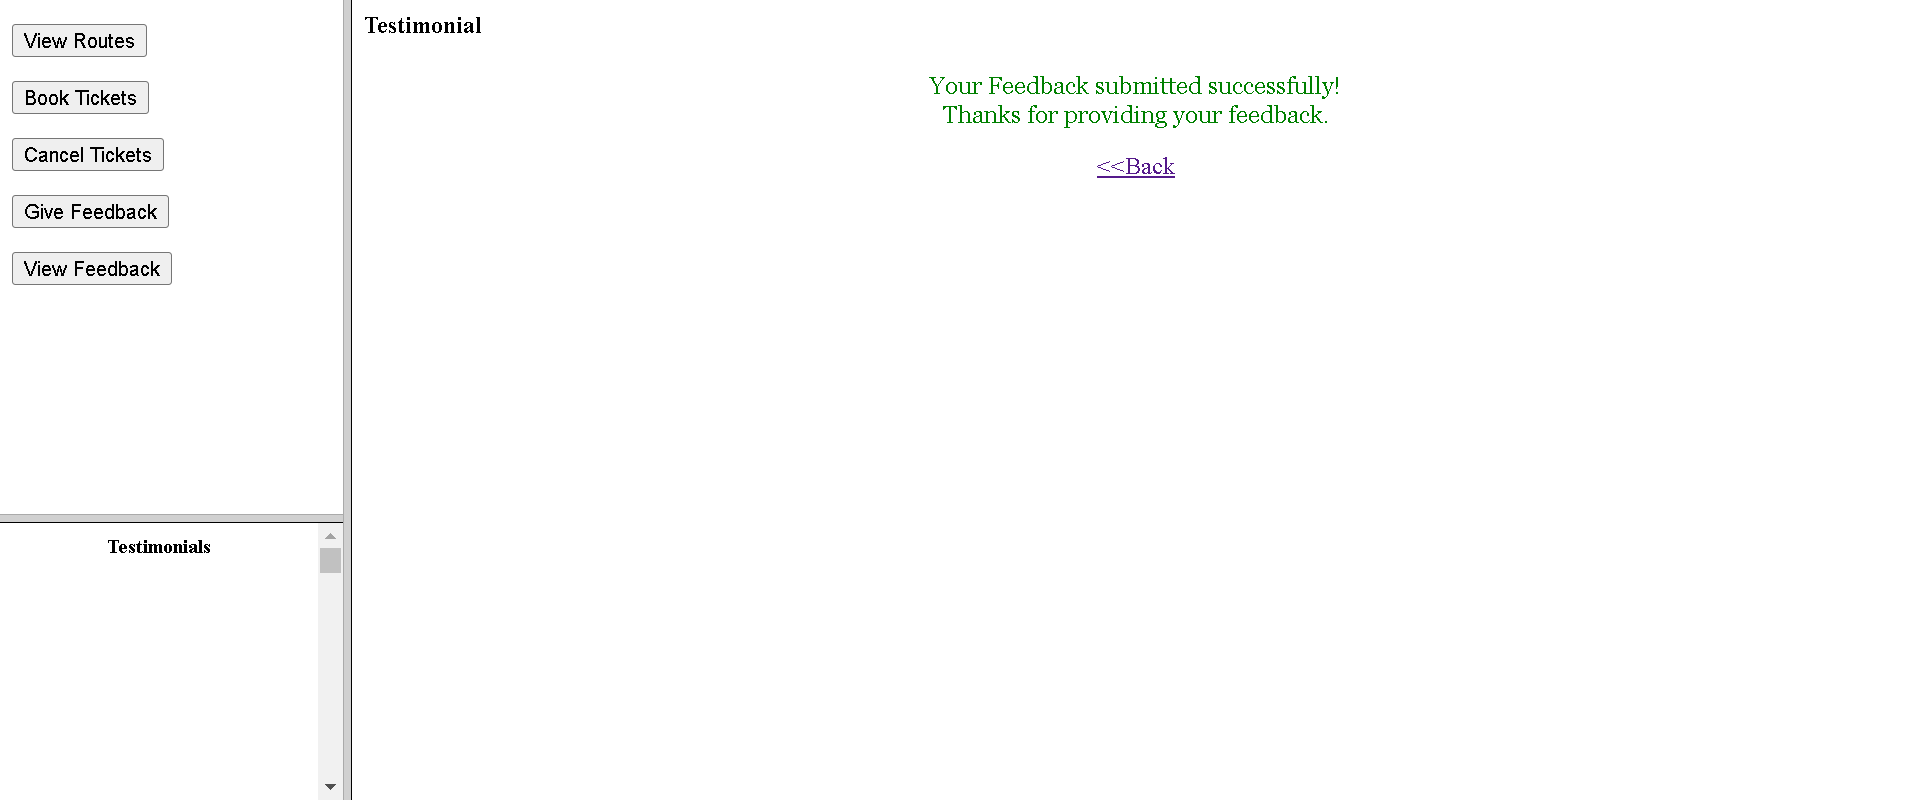 View Routes
Book Tickets
Cancel Tickets
Give Feedback
View Feedback
Testimonials
Testimonial
Your Feedback submitted successfully!
Thanks for providing your feedback.
<<Back